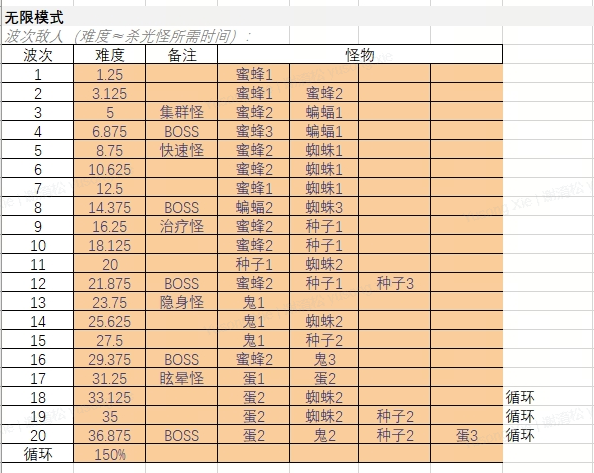 无限模式
波次敌人（难度≈杀光怪所需时间）：
波次 难度 备注 怪物
1 1.25 蜜蜂1
2 3.125 蜜蜂1 蜜蜂2
3 5 集群怪 蜜蜂2 蝙蝠1
4 6.875 BOSS 蜜蜂3 蝙蝠1
5 8.75 快速怪 蜜蜂2 蜘蛛1
6 10.625 蜜蜂2 蜘蛛1
7 12.5 蜜蜂1 蜘蛛1
8 14.375 BOSS 蝙蝠2 蜘蛛3
9 16.25 治疗怪 蜜蜂2 种子1
10 18.125 蜜蜂2 种子1
11 20 种子1 蜘蛛2
12 21.875 BOSS 蜜蜂2 种子1 种子3
13 23.75 隐身怪 鬼1
14 25.625 鬼1 蜘蛛2
15 27.5 鬼1 种子2
16 29.375 BOSS 蜜蜂2 鬼3
17 31.25 眩晕怪 蛋1 蛋2
18 33.125 蛋2 蜘蛛2 循环
19 35 蛋2 蜘蛛2 种子2 循环
20 36.875 BOSS 蛋2 鬼2 种子2 蛋3 循环
循环 150%